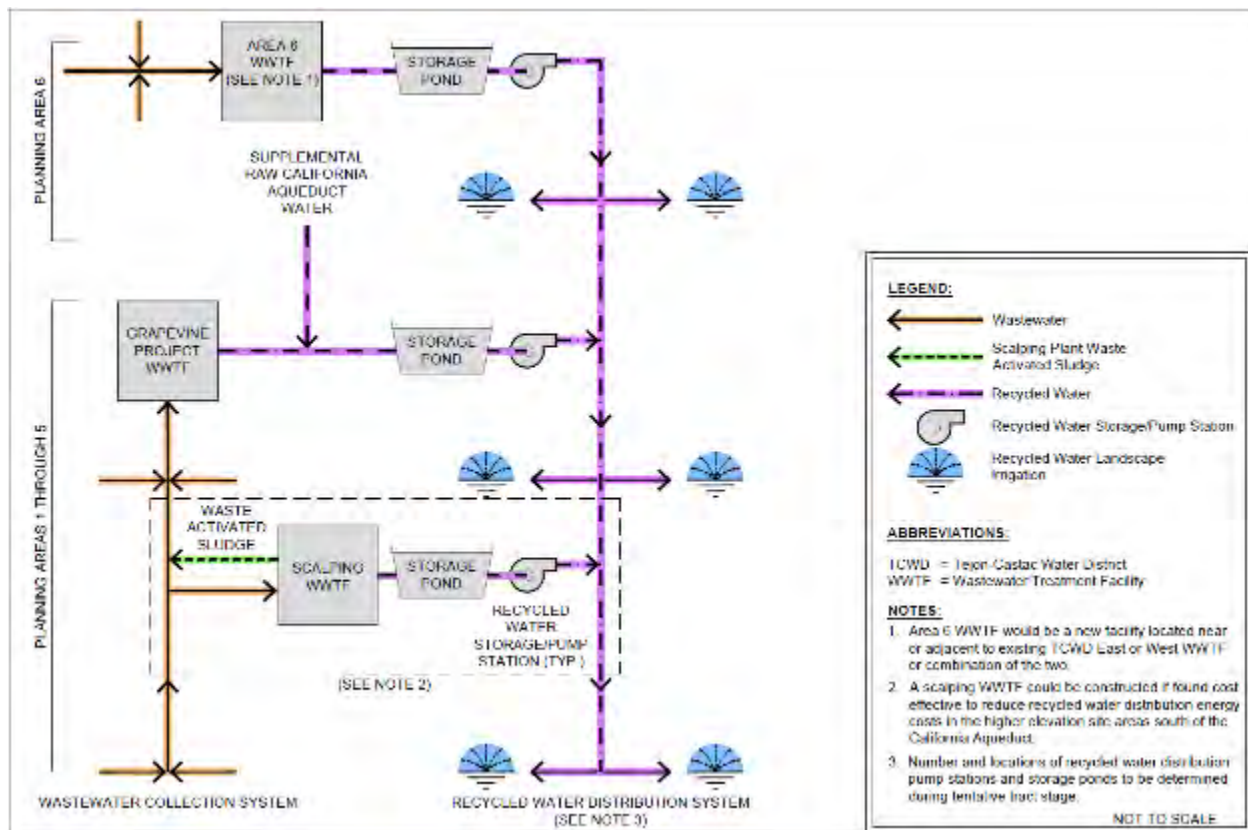 PLANNING AREA 6
AREA 6
WWTF
(SEE NOTE 1)
STORAGE
POND
SUPPLEMENTAL
RAW CALIFORNIA
AQUEDUCT
WATER
PLANNING AREAS 1 THROUGH 5
GRAPEVINE
PROJECT
WWTF
STORAGE
POND
WASTE
ACTIVATED
SLUDGE
SCALPING
WWTF
STORAGE
POND
RECYCLED
WATER
STORAGE/PUMP
STATION (TYP.)
(SEE NOTE 2)
WASTEWATER COLLECTION SYSTEM
RECYCLED WATER DISTRIBUTION SYSTEM
(SEE NOTE 3)
LEGEND:
Wastewater
Scalping Plant Waste
Activated Sludge
Recycled Water
Recycled Water Storage/Pump Station
Recycled Water Landscape
Irrigation
ABBREVIATIONS:
TCWD = Tejon-Castac Water District
WWTF = Wastewater Treatment Facility
NOTES:
1. Area 6 WWTF would be a new facility located near
or adjacent to existing TCWD East or West WWTF
or combination of the two.
2. A scalping WWTF could be constructed if found cost
effective to reduce recycled water distribution energy
costs in the higher elevation site areas south of the
California Aqueduct.
3. Number and locations of recycled water distribution
pump stations and storage ponds to be determined
during tentative tract stage.
NOT TO SCALE